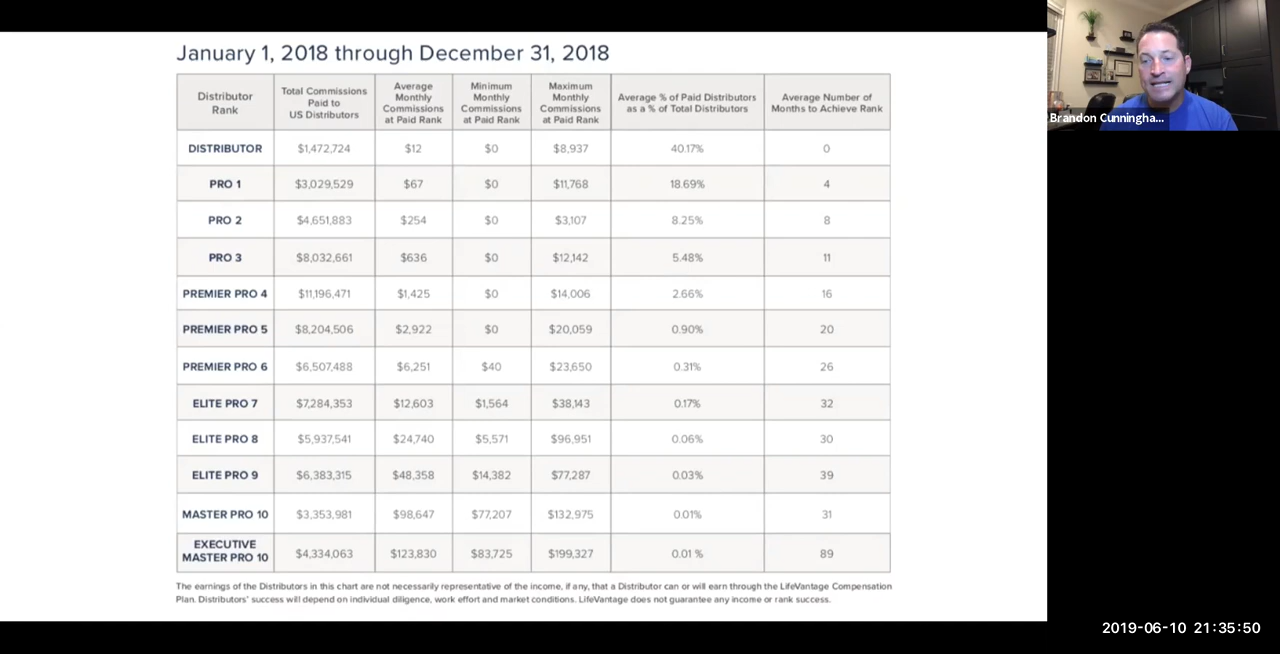 January 1, 2018 through December 31, 2018
Distributor Rank Total Commissions Paid to US Distributors Average Monthly Commissions at Paid Rank Minimum Monthly Commissions at Paid Rank Maximum Monthly Commissions at Paid Rank Average % of Paid Distributors as a % of Total Distributors Average Number of Months to Achieve Rank
DISTRIBUTOR $1,472,724 $12 $0 $8,937 40.17% 0
PRO 1 $3,029,529 $67 $0 $11,768 18.69% 4
PRO 2 $4,651,883 $254 $0 $3,107 8.25% 8
PRO 3 $8,032,661 $636 $0 $12,142 5.48% 11
PREMIER PRO 4 $11,196,471 $1,425 $0 $14,006 2.66% 16
PREMIER PRO 5 $8,204,506 $2,922 $0 $20,059 0.90% 20
PREMIER PRO 6 $6,507,488 $6,251 $40 $23,650 0.31% 26
ELITE PRO 7 $7,284,353 $12,603 $1,564 $38,143 0.17% 32
ELITE PRO 8 $5,937,541 $24,740 $5,571 $96,951 0.06% 30
ELITE PRO 9 $6,383,315 $48,358 $14,382 $77,287 0.03% 39
MASTER PRO 10 $3,353,981 $98,647 $77,207 $132,975 0.01% 31
EXECUTIVE MASTER PRO 10 $4,334,063 $123,830 $83,725 $199,327 0.01 % 89
The earnings of the Distributors in this chart are not necessarily representative of the income, if any, that a Distributor can or will earn through the LifeVantage Compensation
Plan. Distributors' success will depend on individual diligence, work effort and market conditions. LifeVantage does not guarantee any income or rank success.
Brandon Cunningha...
2019-06-10 21:35:50